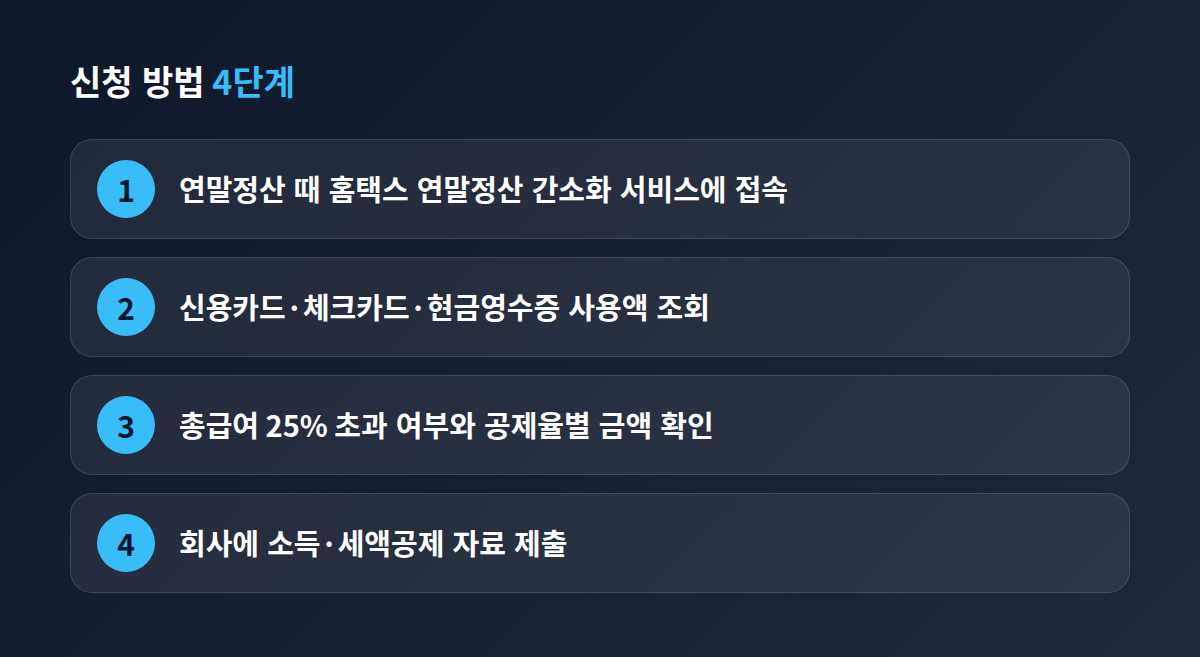 신청 방법 4단계
1 연말정산 때 홈택스 연말정산 간소화 서비스에 접속
2 신용카드·체크카드·현금영수증 사용액 조회
3 총급여 25% 초과 여부와 공제율별 금액 확인
4 회사에 소득·세액공제 자료 제출